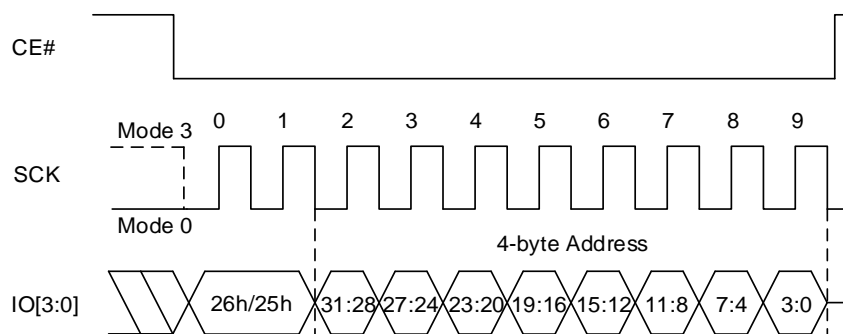 CE#
Mode 3
0 1 2 3 4 5 6 7 8 9
SCK
Mode 0
4-byte Address
IO[3:0]
26h/25h 31:28 27:24 23:20 19:16 15:12 11:8 7:4 3:0